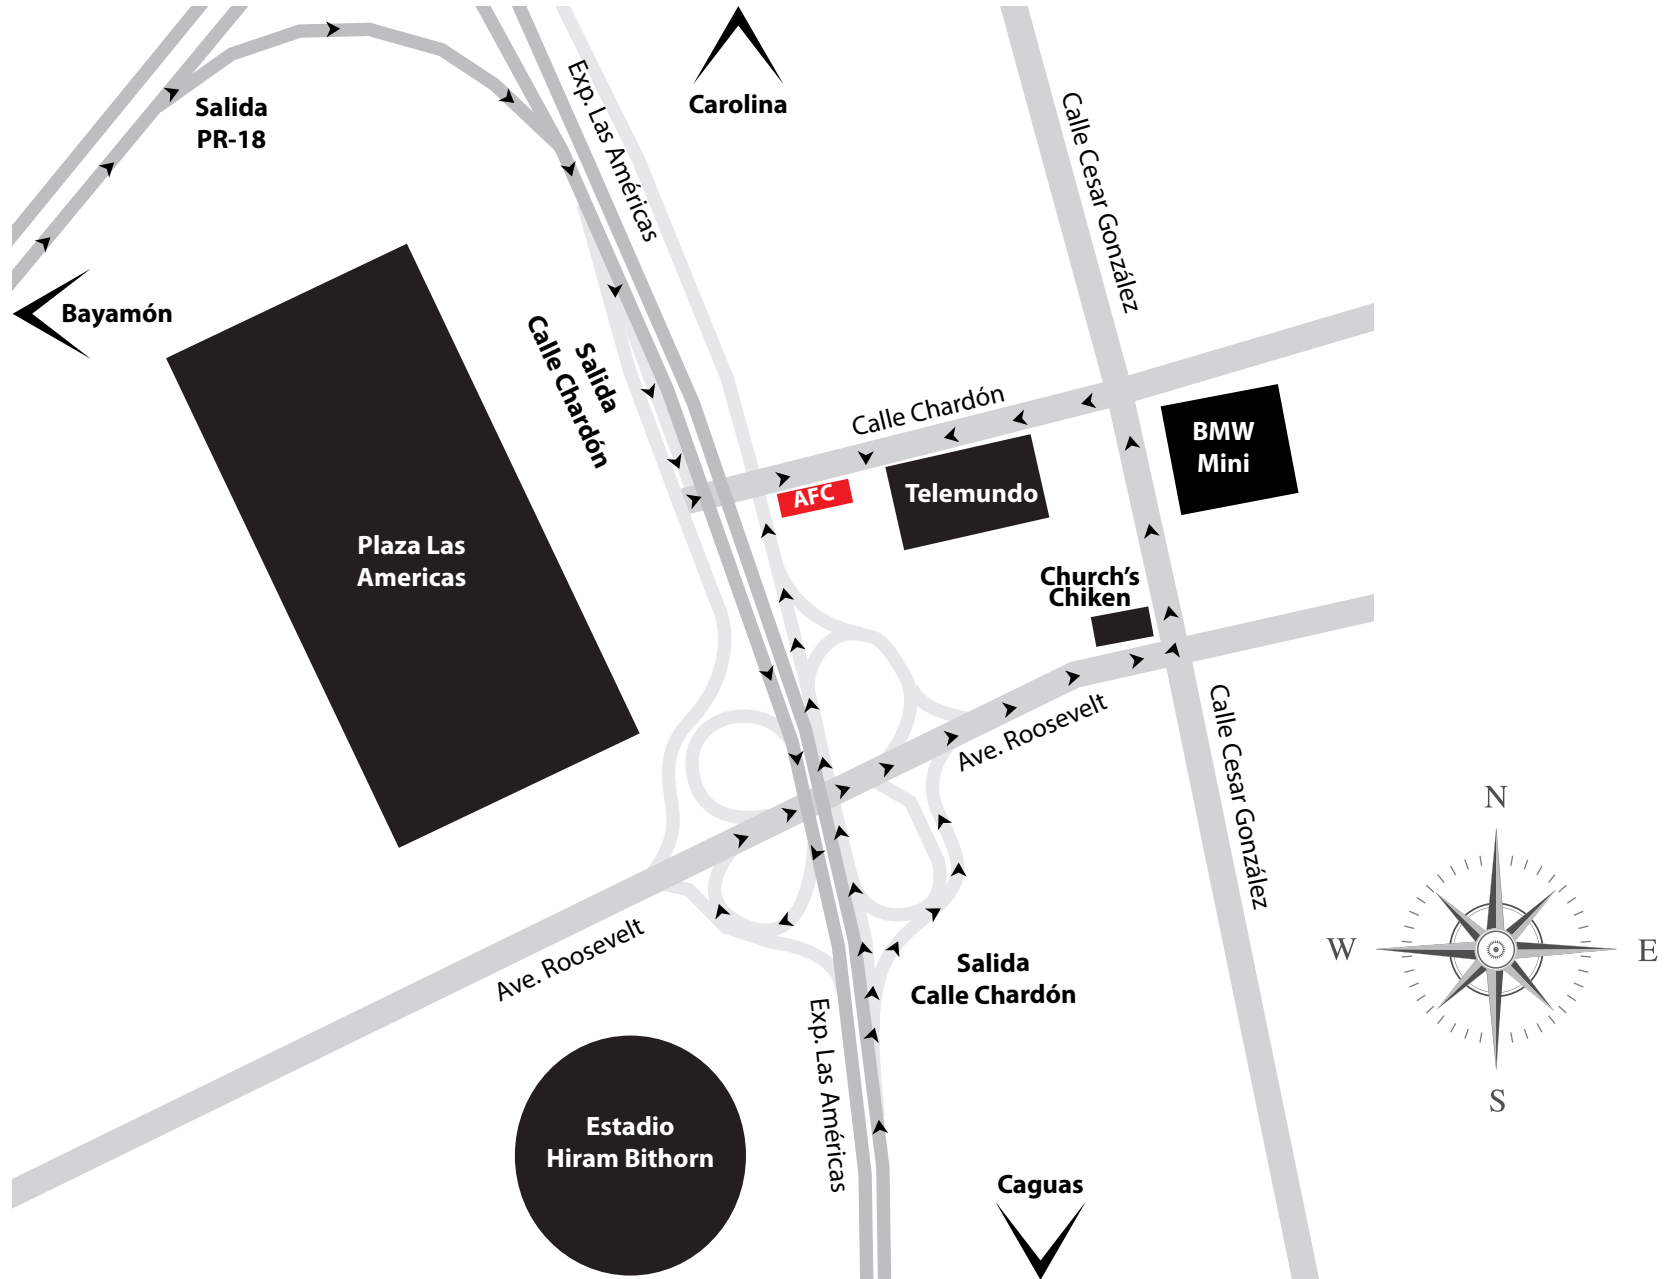 Carolina
Salida
PR-18
Exp. Las Américas
Calle Cesar González
Bayamón
Salida
Calle Chardón
Calle Chardón
BMW
Mini
AFC
Telemundo
Plaza Las
Americas
Church's
Chiken
Ave. Roosevelt
Calle Cesar González
N
W
E
S
Ave. Roosevelt
Salida
Calle Chardón
Exp. Las Américas
Estadio
Hiram Bithorn
Caguas